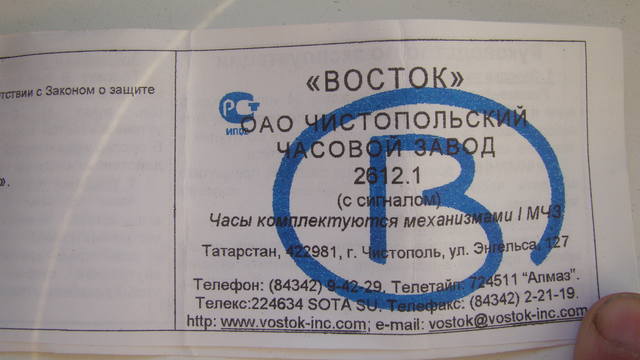 тствии с Законом о защите
».
«ВОСТОК»
РСТ
ОАО ЧИСТОПОЛЬСКИЙ
ЧАСОВОЙ ЗАВОД
2612.1
(с сигналом)
Часы комплектуются механизмами I МЧЗ
Татарстан, 422981, г. Чистополь, ул. Энгельса, 127
Телефон: (84342) 9-42-29, Телетайп: 724511 "Алмаз".
Телекс:224634 SOTA SU. Телефакс: (84342) 2-21-19.
http: www.vostok-inc.com; e-mail: vostok@vostok-inc.com
В